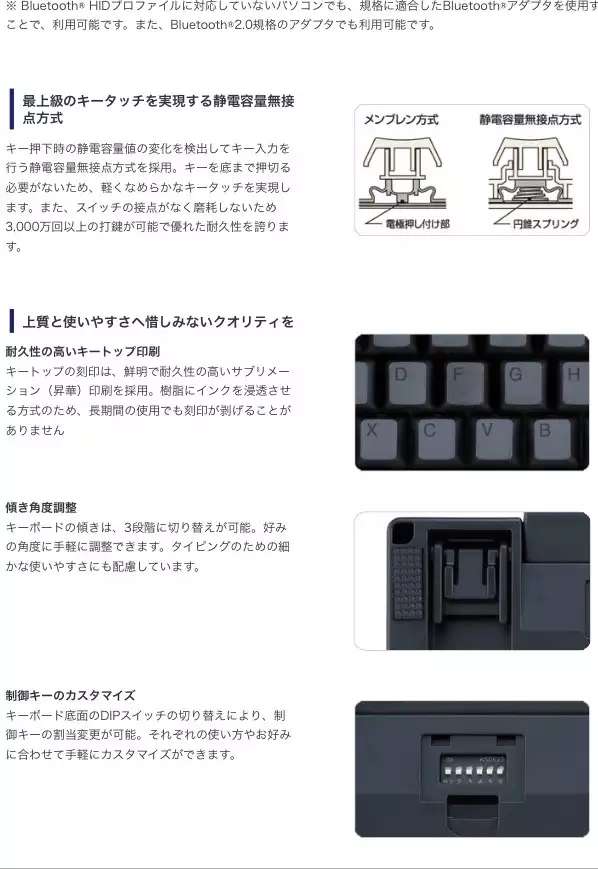 ※ Bluetooth® HIDプロファイルに対応していないパソコンでも、規格に適合したBluetooth®アダプタを使用す
ことで、利用可能です。また、Bluetooth®2.0規格のアダプタでも利用可能です。
最上級のキータッチを実現する静電容量無接
点方式
キー押下時の静電容量値の変化を検出してキー入力を
行う静電容量無接点方式を採用。キーを底まで押切る
必要がないため、軽くなめらかなキータッチを実現し
ます。また、スイッチの接点がなく磨耗しないため
3,000万回以上の打鍵が可能で優れた耐久性を誇りま
す。
メンブレン方式
静電容量無接点方式
電極押し付け部
円錐スプリング
上質と使いやすさへ惜しみないクオリティを
耐久性の高いキートップ印刷
キートップの刻印は、鮮明で耐久性の高いサブリメー
ション（昇華）印刷を採用。樹脂にインクを浸透させ
る方式のため、長期間の使用でも刻印が剥げることが
ありません
D F G H
X C V B
傾き角度調整
キーボードの傾きは、3段階に切り替えが可能。好み
の角度に手軽に調整できます。タイピングのための細
かな使いやすさにも配慮しています。
制御キーのカスタマイズ
キーボード底面のDIPスイッチの切り替えにより、制
御キーの割当変更が可能。それぞれの使い方やお好み
に合わせて手軽にカスタマイズができます。